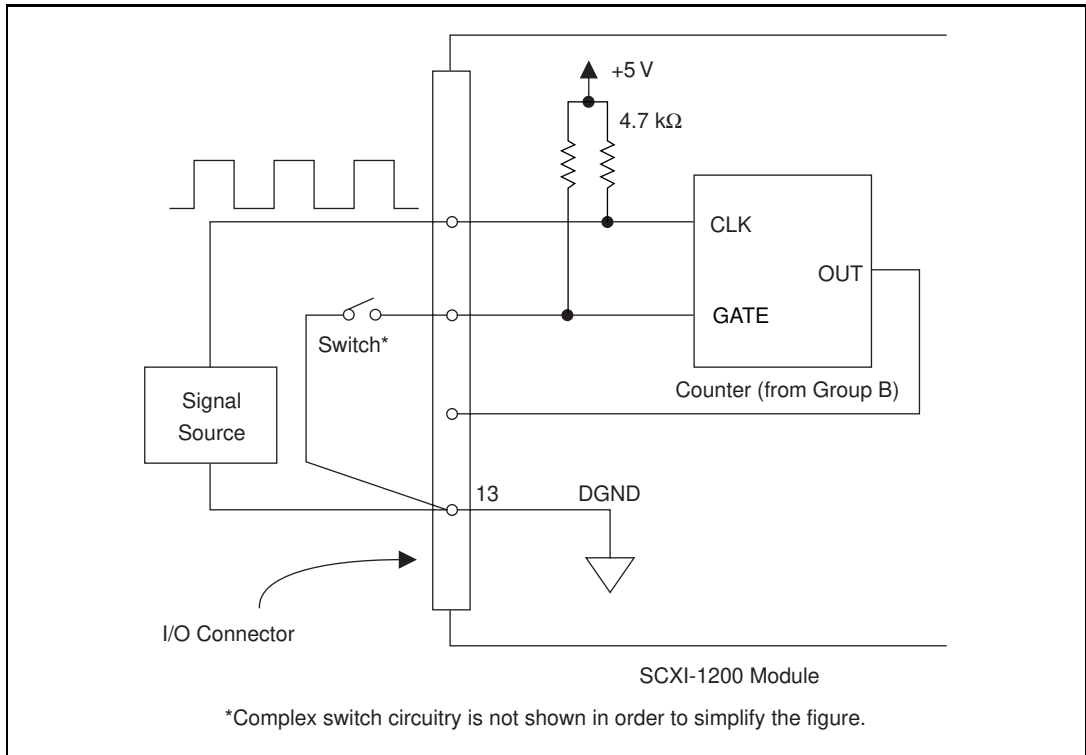 +5 V
4.7 kΩ
CLK
OUT
GATE
Switch*
Counter (from Group B)
Signal
Source
13
DGND
I/O Connector
SCXI-1200 Module
*Complex switch circuitry is not shown in order to simplify the figure.